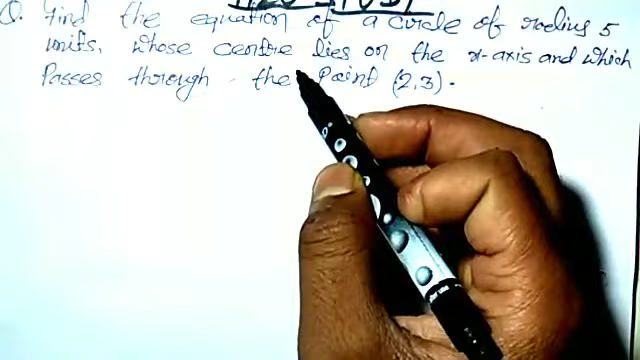 Q. Find the equation of a circle of radius 5
units, whose centre lies on the x-axis and which
Passes through the Point (2,3).